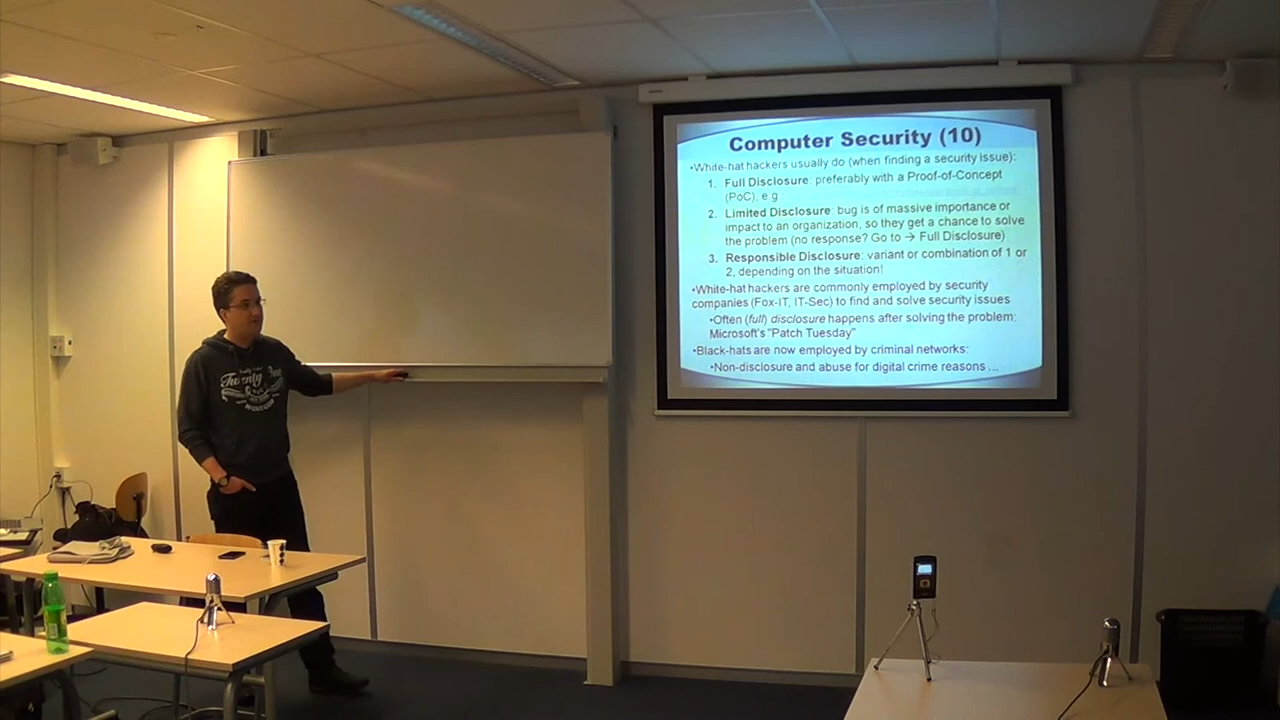 Computer Security (10)
•White-hat hackers usually do (when finding a security issue):
1. Full Disclosure: preferably with a Proof-of-Concept
(PoC), e.g
2. Limited Disclosure: bug is of massive importance or
impact to an organization, so they get a chance to solve
the problem (no response? Go to → Full Disclosure)
3. Responsible Disclosure: variant or combination of 1 or
2, depending on the situation!
•White-hat hackers are commonly employed by security
companies (Fox-IT, IT-Sec) to find and solve security issues
•Often (full) disclosure happens after solving the problem:
Microsoft's "Patch Tuesday"
•Black-hats are now employed by criminal networks:
•Non-disclosure and abuse for digital crime reasons ...
Twenty